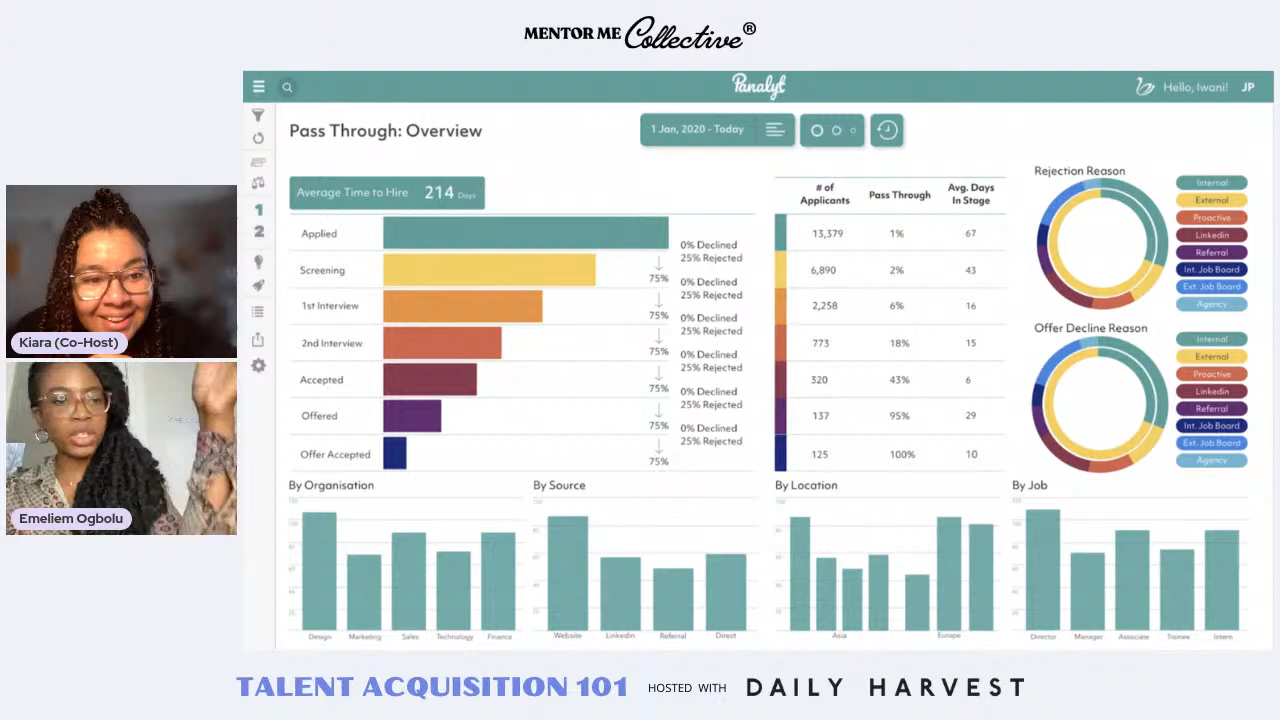 MENTOR ME Collective®
Panalyt
Hello, Iwani! JP
Pass Through: Overview
1 Jan, 2020 - Today
Average Time to Hire 214 Days
Applied
Screening
1st Interview
2nd Interview
Accepted
Offered
Offer Accepted
0% Declined
25% Rejected
75%
0% Declined
25% Rejected
75%
0% Declined
25% Rejected
75%
0% Declined
25% Rejected
75%
0% Declined
25% Rejected
75%
0% Declined
25% Rejected
75%
# of Applicants Pass Through Avg. Days In Stage
13,379 1% 67
6,890 2% 43
2,258 6% 16
773 18% 15
320 43% 6
137 95% 29
125 100% 10
Rejection Reason
Internal
External
Proactive
Linkedin
Referral
Int. Job Board
Ext. Job Board
Agency
Offer Decline Reason
Internal
External
Proactive
Linkedin
Referral
Int. Job Board
Ext. Job Board
Agency
1
2
Kiara (Co-Host)
Emeliem Ogbolu
By Organisation
Design Marketing Sales Technology Finance
By Source
Website Linkedin Referral Direct
By Location
Asia Europe
By Job
Director Manager Associate Trainee Intern
TALENT ACQUISITION 101 HOSTED WITH DAILY HARVEST